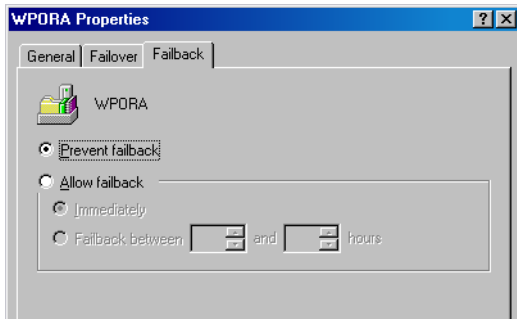 WPORA Properties
General Failover Failback
WPORA
Prevent failback
Allow failback
Immediately
Failback between and hours